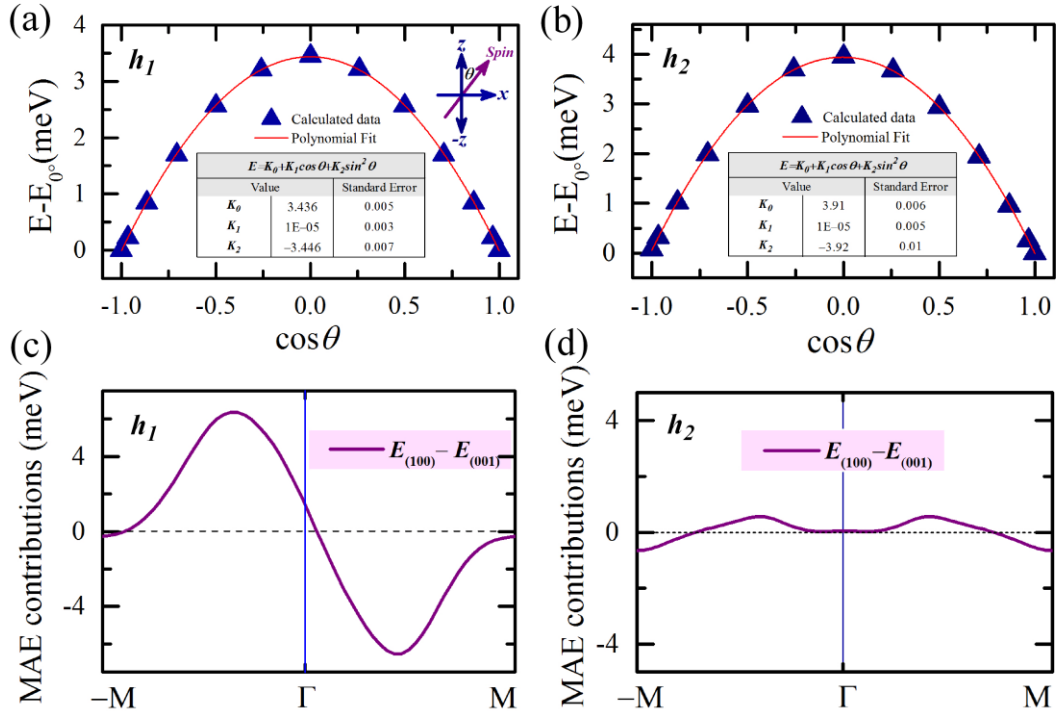 (a)
h1
E-E0°(meV)
4
3
2
1
0
z
Spin
θ
x
-z
Calculated data
Polynomial Fit
E=K0+K1cosθ+K2sin²θ
Value Standard Error
K0 3.436 0.005
K1 1E–05 0.003
K2 –3.446 0.007
-1.0 -0.5 0.0 0.5 1.0
cosθ
(b)
h2
E-E0°(meV)
5
4
3
2
1
0
Calculated data
Polynomial Fit
E=K0+K1cosθ+K2sin²θ
Value Standard Error
K0 3.91 0.006
K1 1E–05 0.005
K2 –3.92 0.01
-1.0 -0.5 0.0 0.5 1.0
cosθ
(c)
h1
MAE contributions (meV)
4
0
-4
E(100)– E(001)
–M Γ M
(d)
h2
MAE contributions (meV)
4
0
-4
E(100)–E(001)
–M Γ M